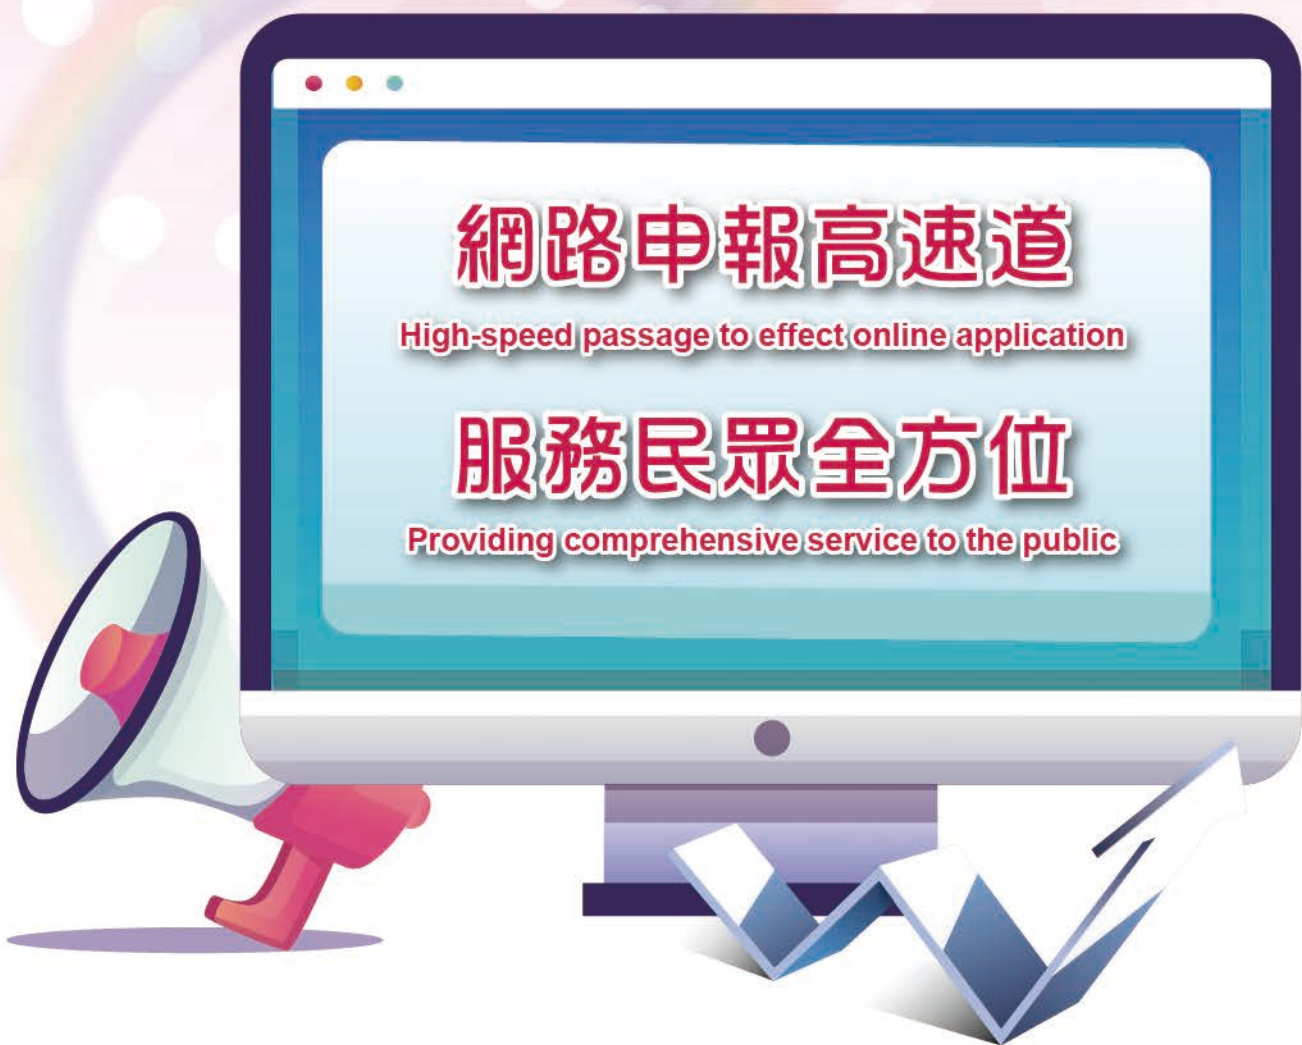 網路申報高速道
High-speed passage to effect online application
服務民眾全方位
Providing comprehensive service to the public